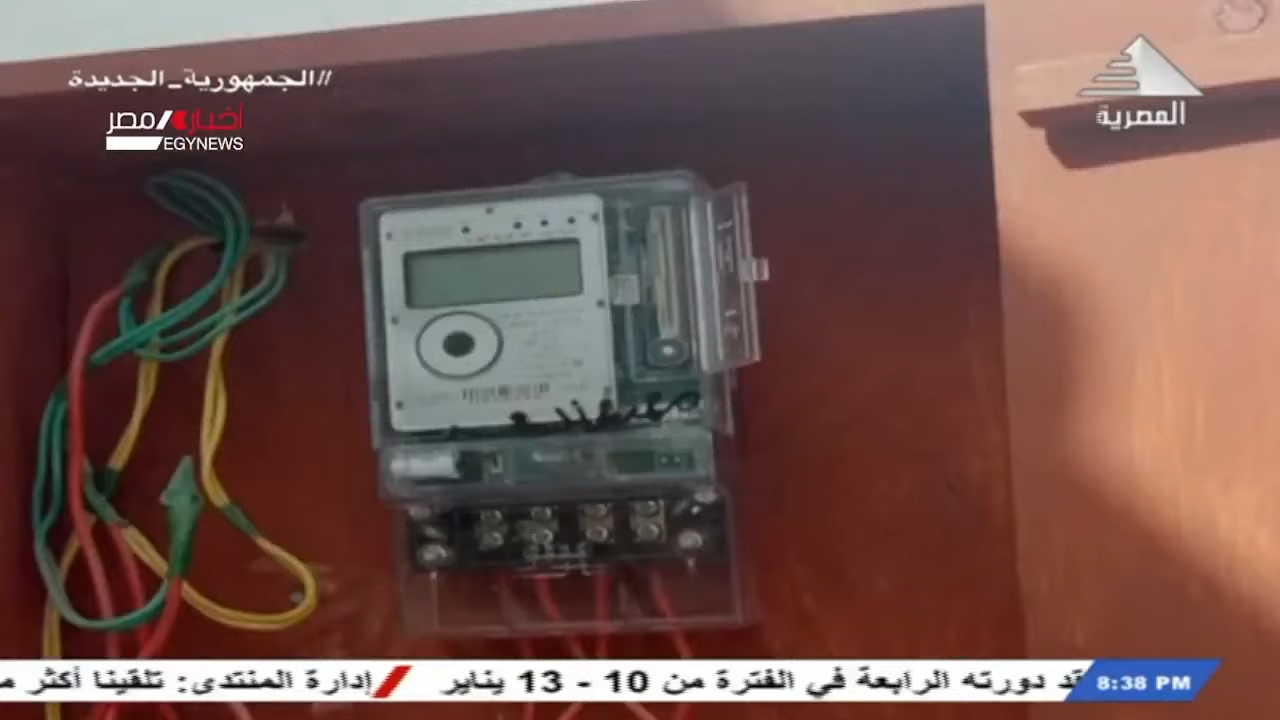 #الجمهورية_الجديدة
أخبار/مصر
EGYNEWS
المصرية
قد دورته الرابعة في الفترة من 10 - 13 يناير
إدارة المنتدى: تلقينا أكثر
8:38 PM